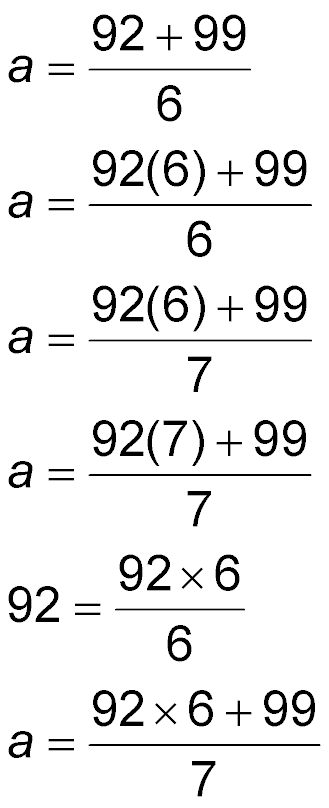 a = (92 + 99)/6
a = (92(6) + 99)/6
a = (92(6) + 99)/7
a = (92(7) + 99)/7
92 = (92 × 6)/6
a = (92 × 6 + 99)/7